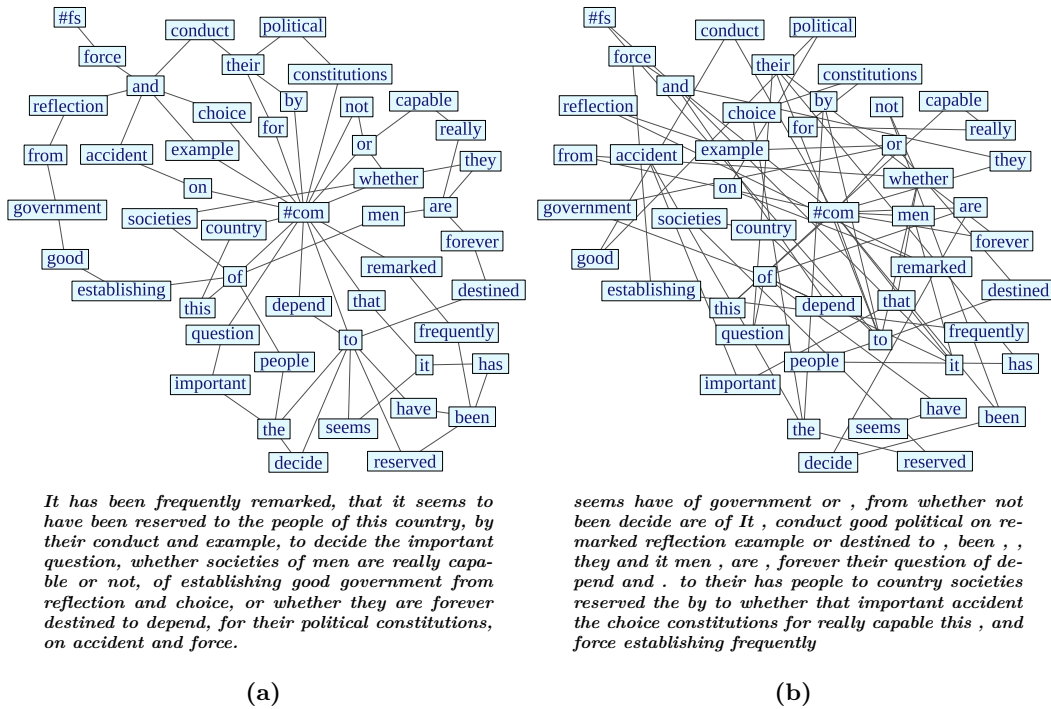 #fs
conduct
political
force
their
constitutions
and
reflection
choice
by
not
capable
for
really
or
from
accident
example
they
on
whether
government
societies
#com
men
are
country
forever
good
of
remarked
establishing
this
depend
that
destined
question
to
frequently
people
it
has
important
have
been
the
seems
decide
reserved
It has been frequently remarked, that it seems to
have been reserved to the people of this country, by
their conduct and example, to decide the important
question, whether societies of men are really capa-
ble or not, of establishing good government from
reflection and choice, or whether they are forever
destined to depend, for their political constitutions,
on accident and force.
(a)
#fs
conduct
political
force
their
constitutions
and
reflection
choice
by
not
capable
for
really
or
from
accident
example
they
on
whether
government
societies
#com
men
are
country
forever
good
of
remarked
establishing
this
depend
that
destined
question
to
frequently
people
it
has
important
have
been
the
seems
decide
reserved
seems have of government or , from whether not
been decide are of It , conduct good political on re-
marked reflection example or destined to , been , ,
they and it men , are , forever their question of de-
pend and . to their has people to country societies
reserved the by to whether that important accident
the choice constitutions for really capable this , and
force establishing frequently
(b)